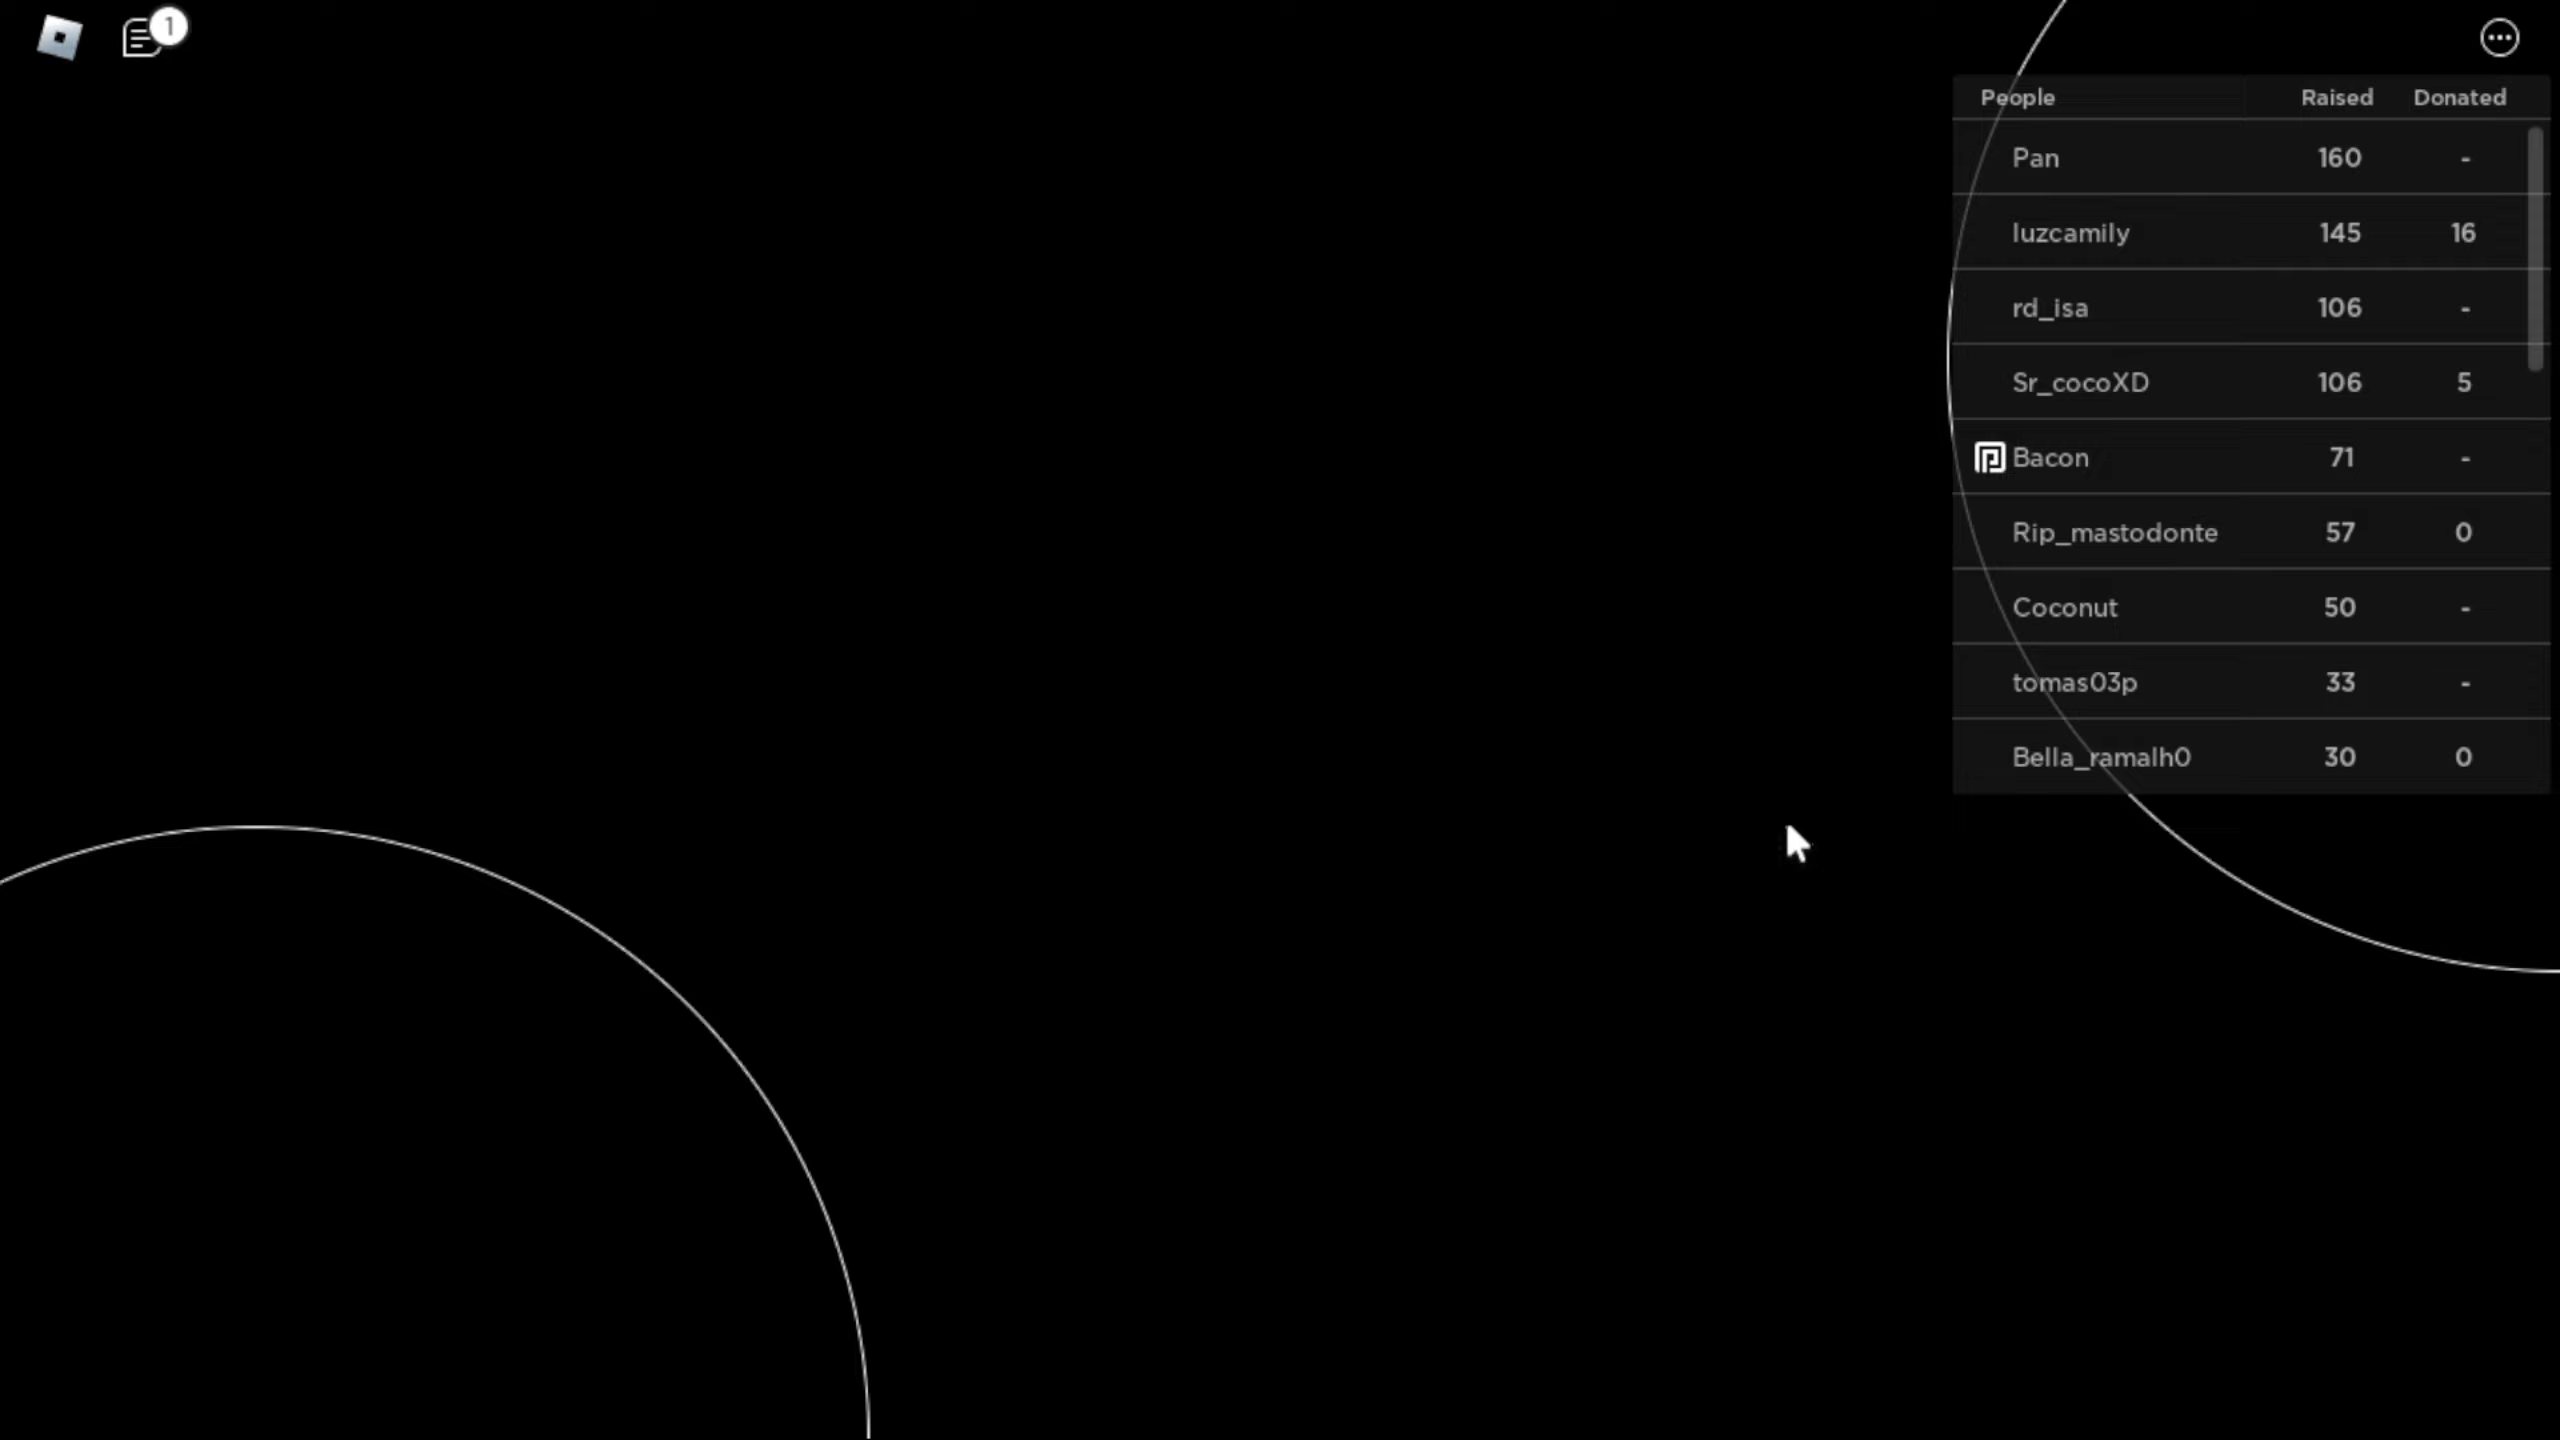 1
People Raised Donated
Pan 160 -
luzcamily 145 16
rd_isa 106 -
Sr_cocoXD 106 5
Bacon 71 -
Rip_mastodonte 57 0
Coconut 50 -
tomas03p 33 -
Bella_ramalh0 30 0